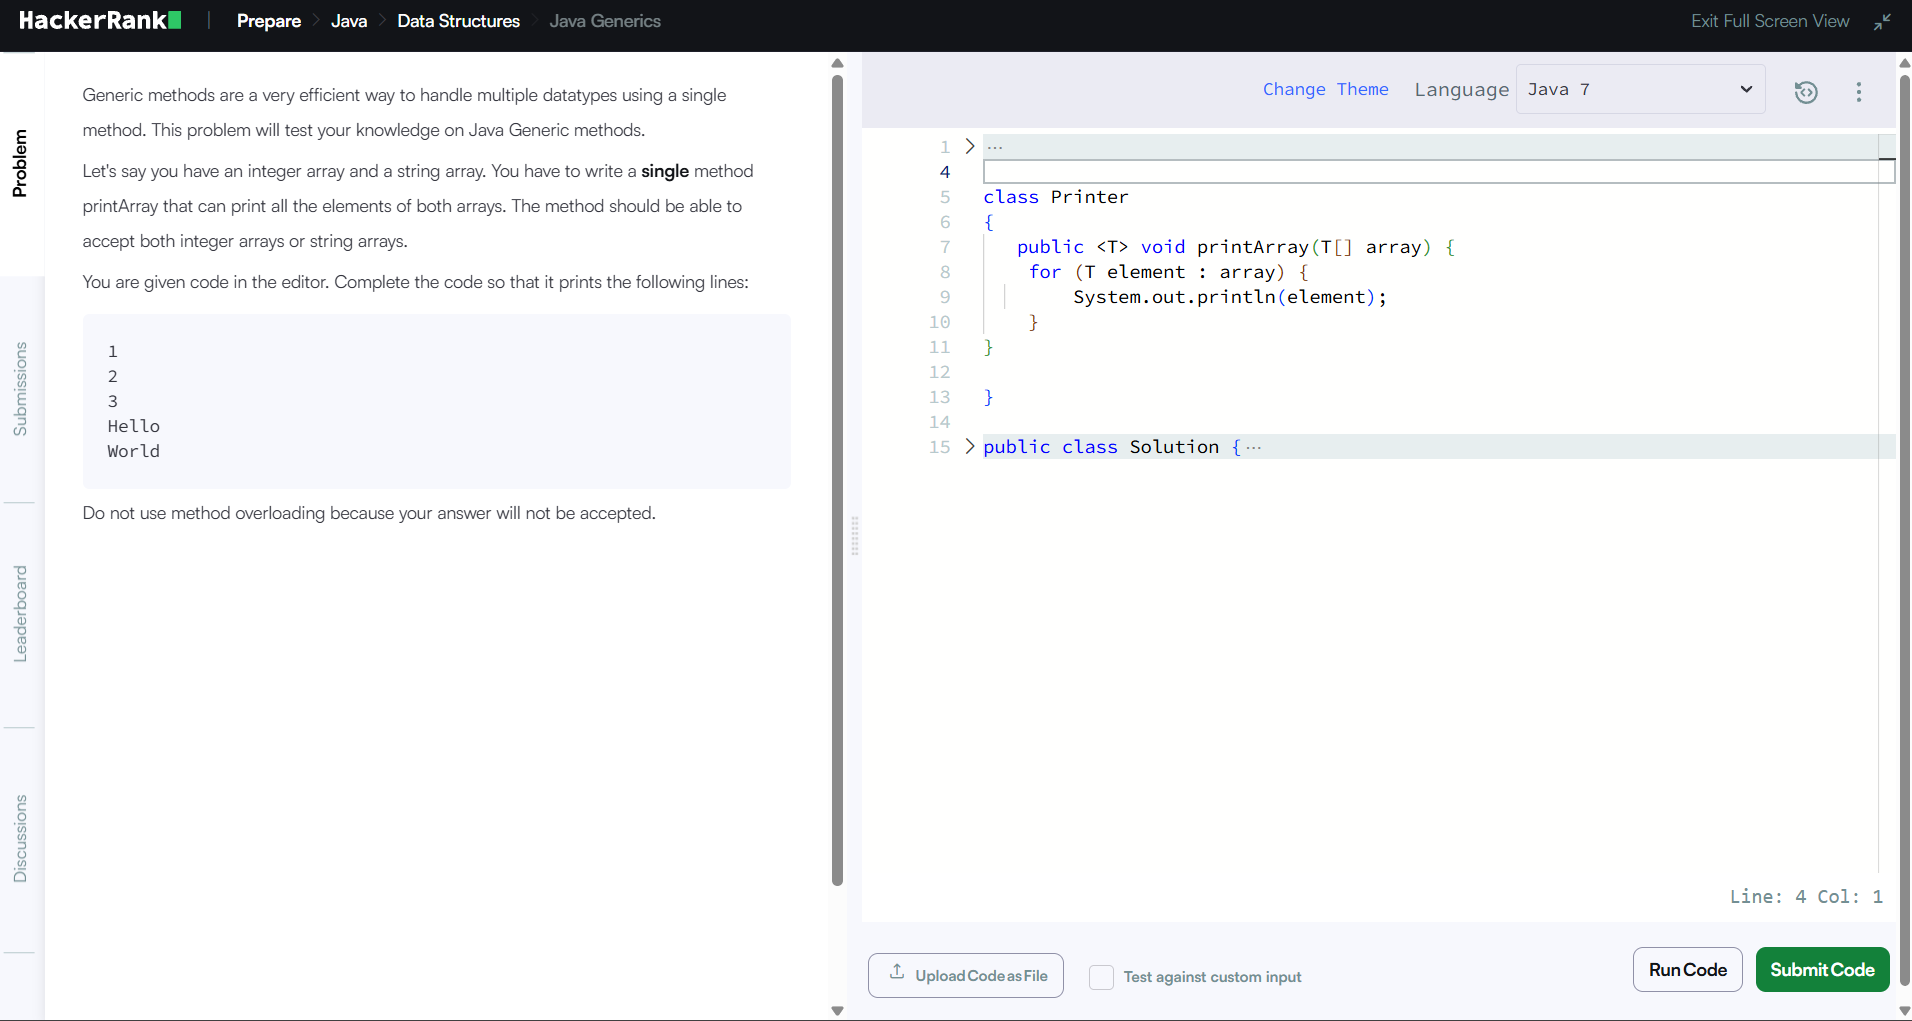 HackerRank | Prepare > Java > Data Structures > Java Generics
Exit Full Screen View
Problem
Submissions
Leaderboard
Discussions
Generic methods are a very efficient way to handle multiple datatypes using a single
method. This problem will test your knowledge on Java Generic methods.
Let's say you have an integer array and a string array. You have to write a single method
printArray that can print all the elements of both arrays. The method should be able to
accept both integer arrays or string arrays.
You are given code in the editor. Complete the code so that it prints the following lines:
1
2
3
Hello
World
Do not use method overloading because your answer will not be accepted.
Change Theme Language Java 7
1 > ...
4
5 class Printer
6 {
7 public <T> void printArray(T[] array) {
8 for (T element : array) {
9 System.out.println(element);
10 }
11 }
12
13 }
14
15 > public class Solution {...
Line: 4 Col: 1
Upload Code as File
Test against custom input
Run Code
Submit Code